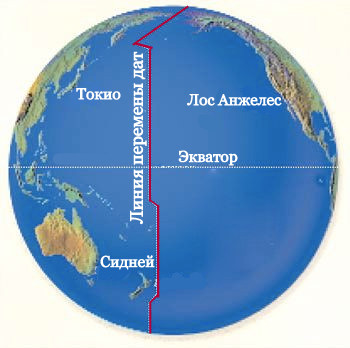 Линия перемены дат
Токио
Лос Анжелес
Экватор
Сидней